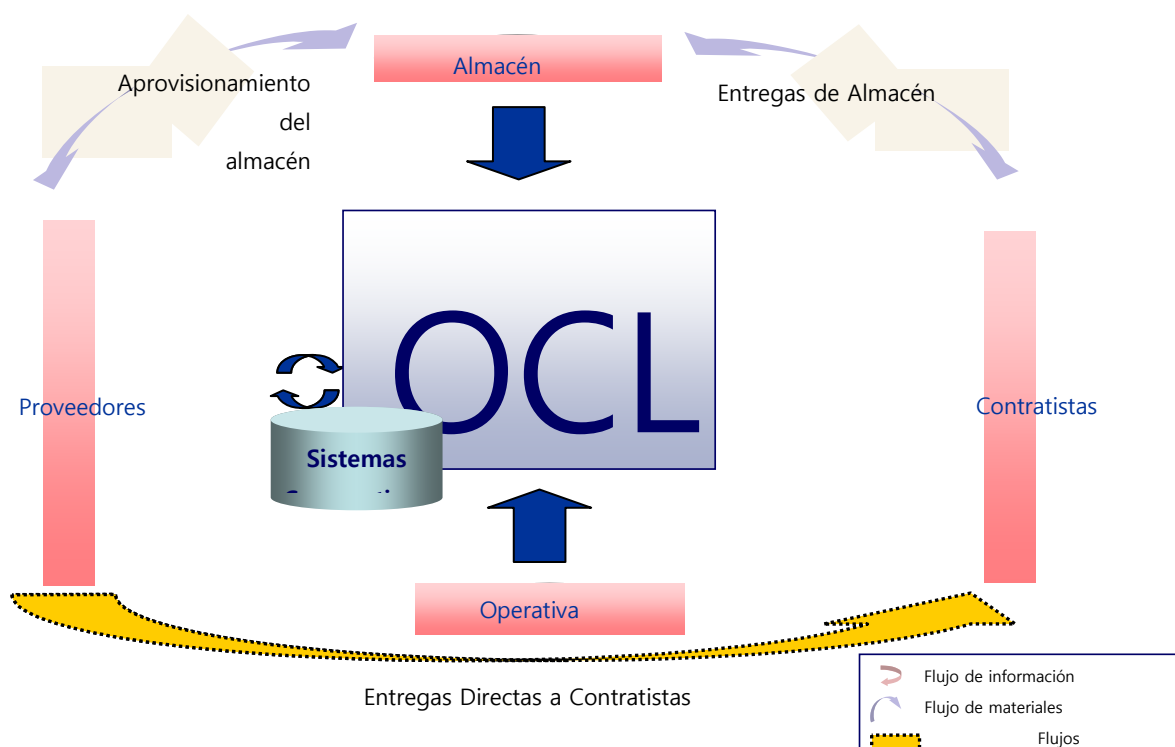 Almacén
Aprovisionamiento
del
almacén
Entregas de Almacén
OCL
Proveedores
Contratistas
Sistemas
Operativa
Entregas Directas a Contratistas
Flujo de información
Flujo de materiales
Flujos